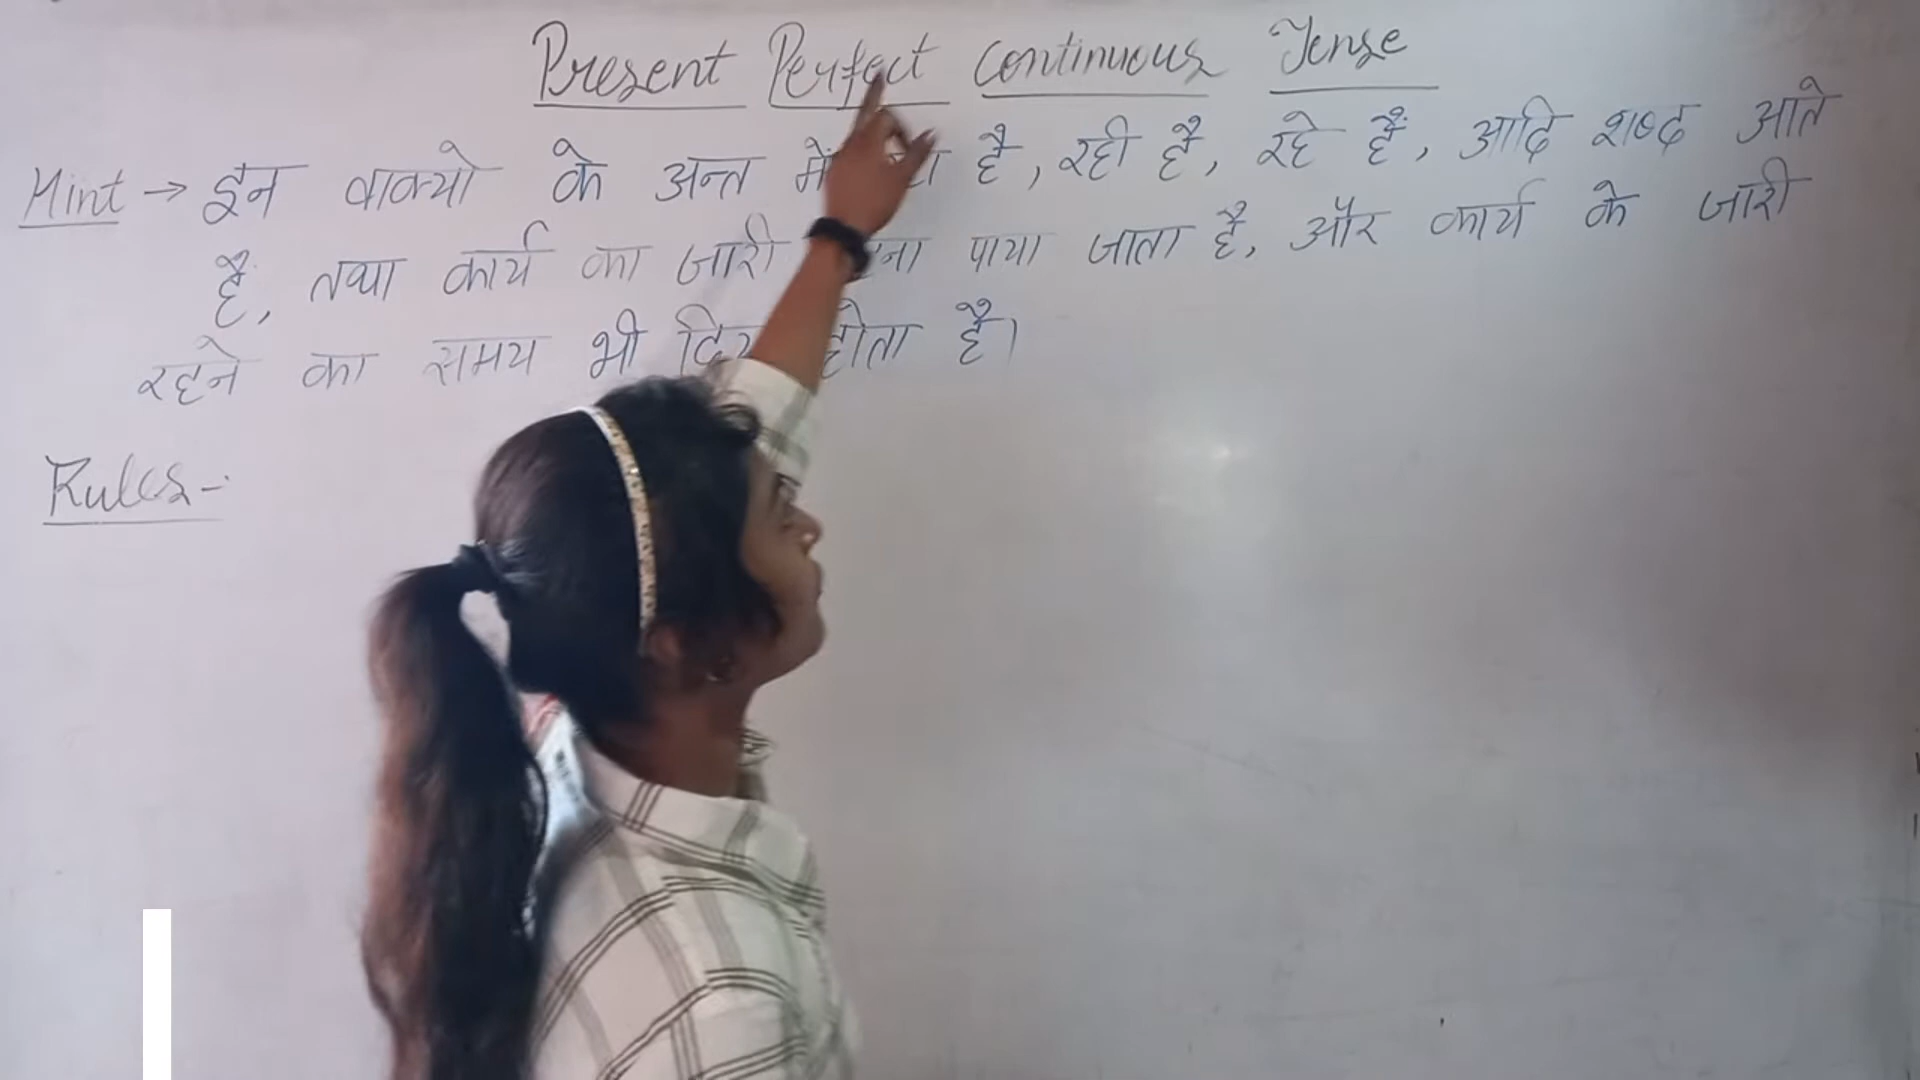 Present Perfect Continuous Tense
Hint → इन वाक्यो के अन्त में है, रही है, रहे हैं, आदि शब्द आते
है, तथा कार्य का जारी पाया जाता है, और कार्य के जारी
रहने का समय भी होता है।
Rules-